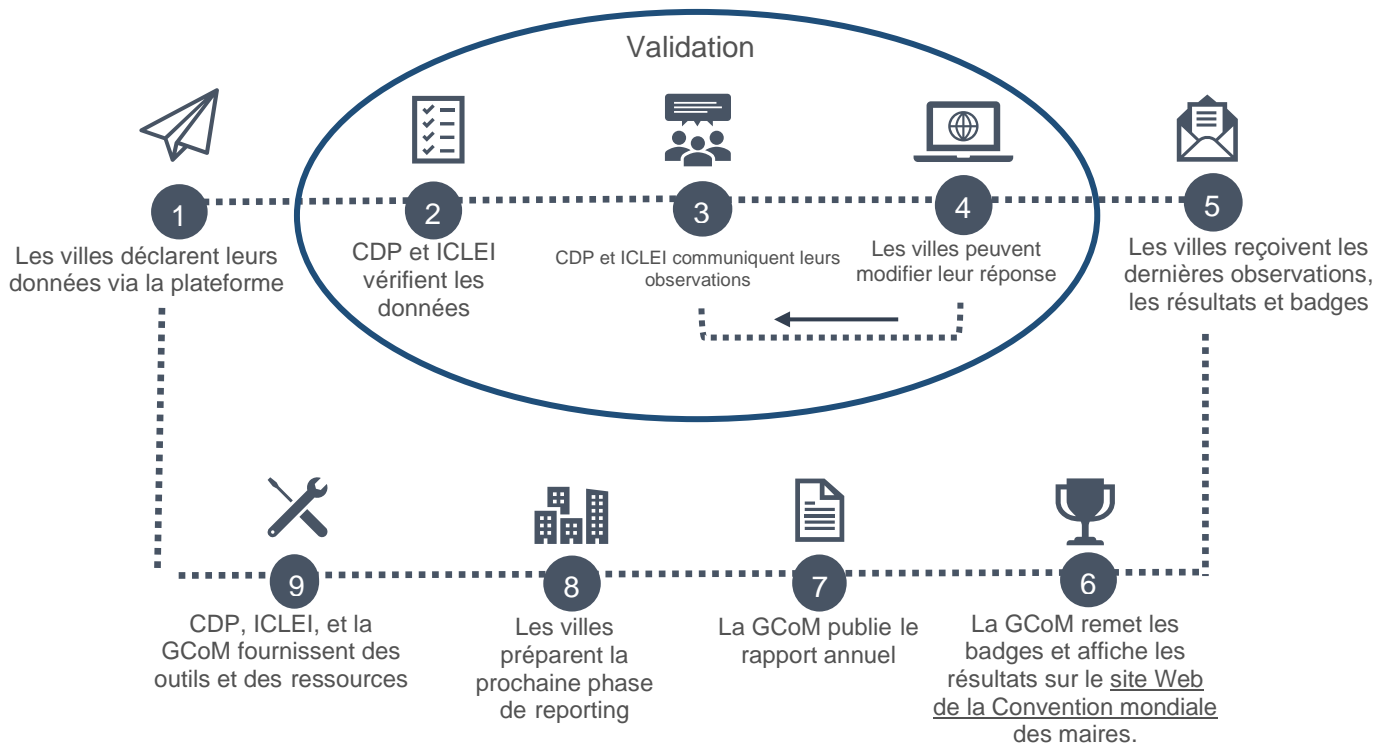 Validation
1
Les villes déclarent leurs
données via la plateforme
2
CDP et ICLEI
vérifient les
données
3
CDP et ICLEI communiquent leurs
observations
4
Les villes peuvent
modifier leur réponse
5
Les villes reçoivent les
dernières observations,
les résultats et badges
9
CDP, ICLEI, et la
GCoM fournissent des
outils et des ressources
8
Les villes
préparent la
prochaine phase
de reporting
7
La GCoM publie le
rapport annuel
6
La GCoM remet les
badges et affiche les
résultats sur le site Web
de la Convention mondiale
des maires.